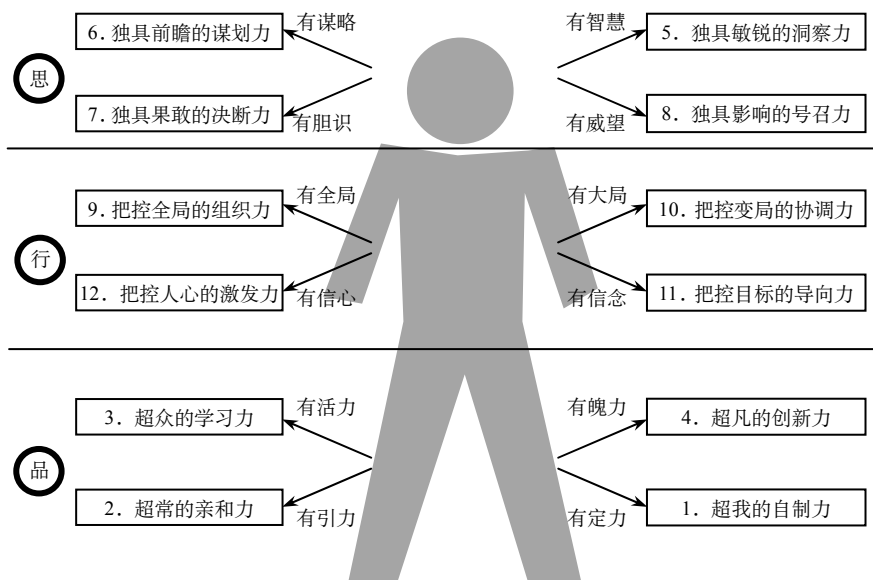 有谋略
有智慧
6. 独具前瞻的谋划力
5. 独具敏锐的洞察力
思
7. 独具果敢的决断力
8. 独具影响的号召力
有胆识
有威望
有全局
有大局
9. 把控全局的组织力
10. 把控变局的协调力
行
12. 把控人心的激发力
11. 把控目标的导向力
有信心
有信念
有活力
有魄力
3. 超众的学习力
4. 超凡的创新力
品
2. 超常的亲和力
1. 超我的自制力
有引力
有定力